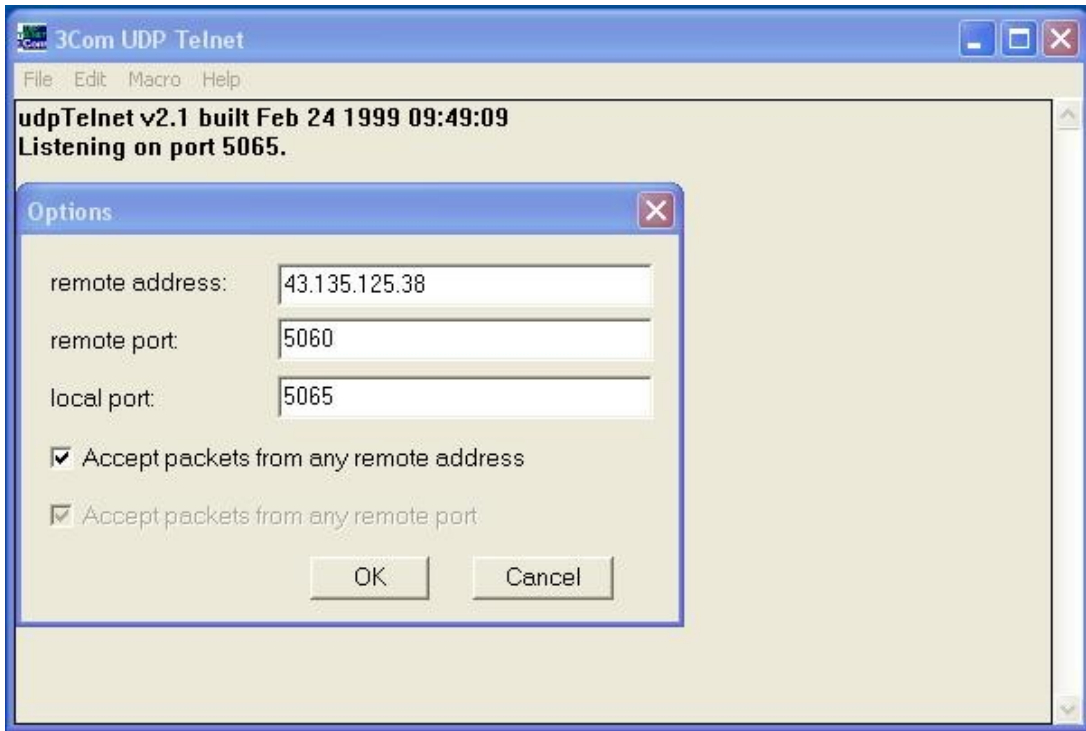 3Com UDP Telnet
File Edit Macro Help
udpTelnet v2.1 built Feb 24 1999 09:49:09
Listening on port 5065.
Options
remote address: 43.135.125.38
remote port: 5060
local port: 5065
Accept packets from any remote address
Accept packets from any remote port
OK Cancel